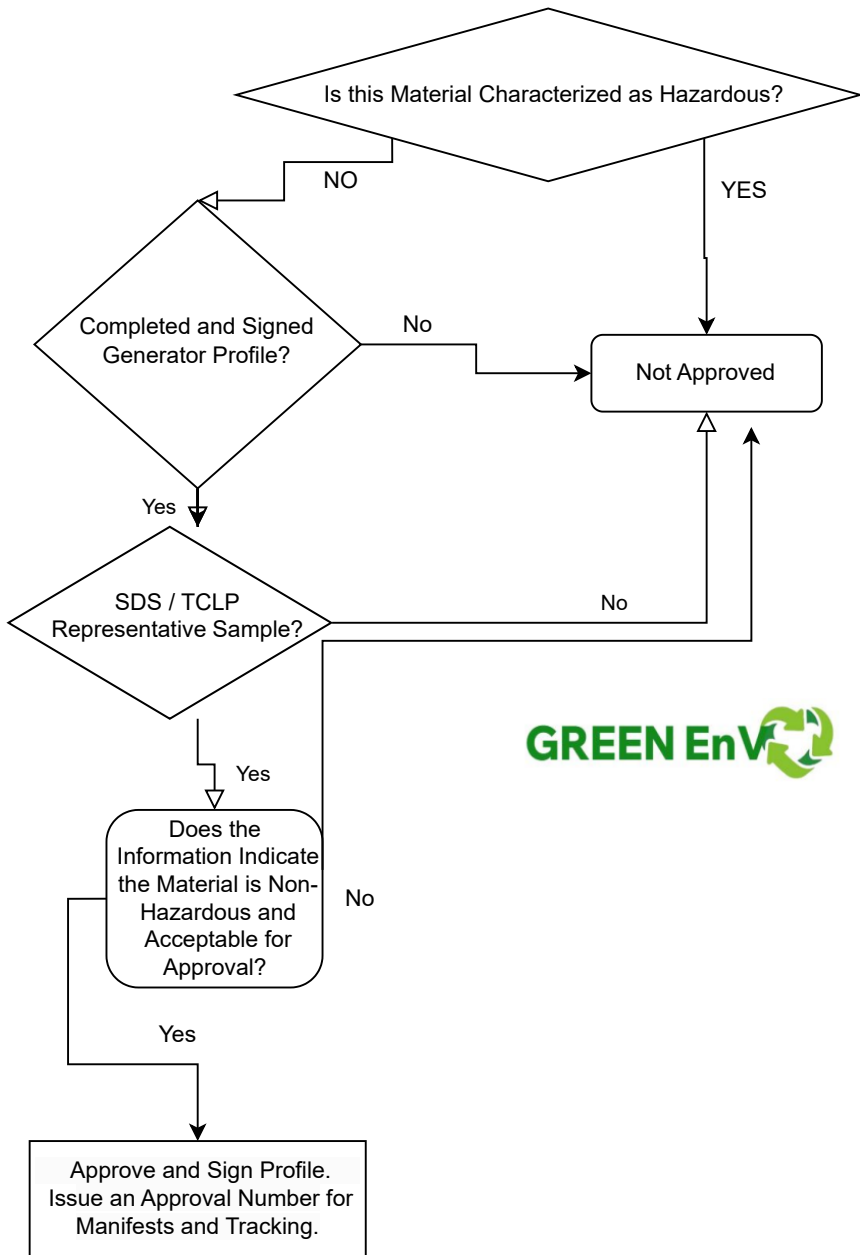 Is this Material Characterized as Hazardous?
NO
YES
Completed and Signed
Generator Profile?
No
Not Approved
Yes
SDS / TCLP
Representative Sample?
No
GREEN EnV
Yes
Does the
Information Indicate
the Material is Non-
Hazardous and
Acceptable for
Approval?
No
Yes
Approve and Sign Profile.
Issue an Approval Number for
Manifests and Tracking.